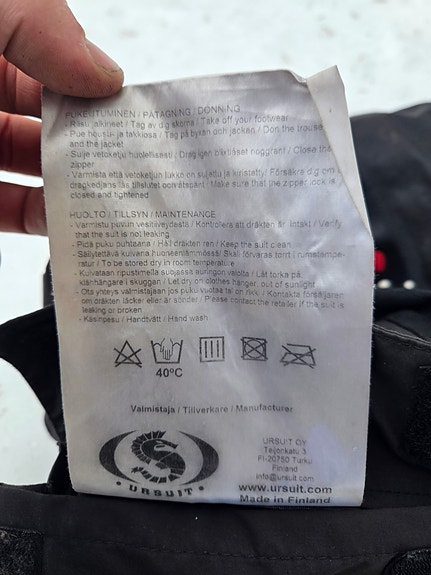 PUKEUTUMINEN / PÅTAGNING / DONNING
- Riisu jalkineet / Tag av dig skorna / Take off your footwear
- Pue housu- ja takkiosa / Tag på byxan och jackan / Don the trouse
and the jacket
- Sulje vetoketju huolellisesti / Drag igen blixtlåset noggrant / Close the
zipper
- Varmista että vetoketjun lukko on suljettu ja kiristetty / Försäkra dig om
dragkedjans lås tillslutet och åtspänt / Make sure that the zipper lock is
closed and tightened
HUOLTO / TILLSYN / MAINTENANCE
- Varmistu puvun vesitiiveydestä / Kontrollera att dräkten är intakt / Verify
that the suit is not leaking
- Pidä puku puhtaana / Håll dräkten ren / Keep the suit clean
- Säilytettävä kuivana huoneenlämmössä / Skall förvaras torrt i rumstempe-
ratur / To be stored dry in room temperature
- Kuivataan ripustimella suojassa auringon valolta / Låt torka på
klädhängare i skuggan / Let dry on clothes hanger, out of sunlight
- Ota yhteys valmistajaan jos puku vuotaa tai on rikki / Kontakta försäljaren
om dräkten läcker eller är sönder / Please contact the retailer if the suit is
leaking or broken
- Käsinpesu / Handtvätt / Hand wash
40°C
Valmistaja / Tillverkare / Manufacturer
URSUIT
URSUIT OY
Teijonkatu 3
FI-20750 Turku
Finland
info@ursuit.com
www.ursuit.com
Made in Finland